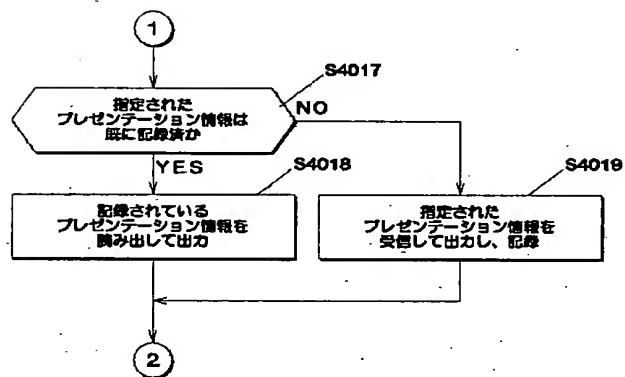 1
S4017
指定された
プレゼンテーション情報は
既に記録済か
NO
YES
S4018
記録されている
プレゼンテーション情報を
読み出して出力
S4019
指定された
プレゼンテーション情報を
受信して出力し、記録
2